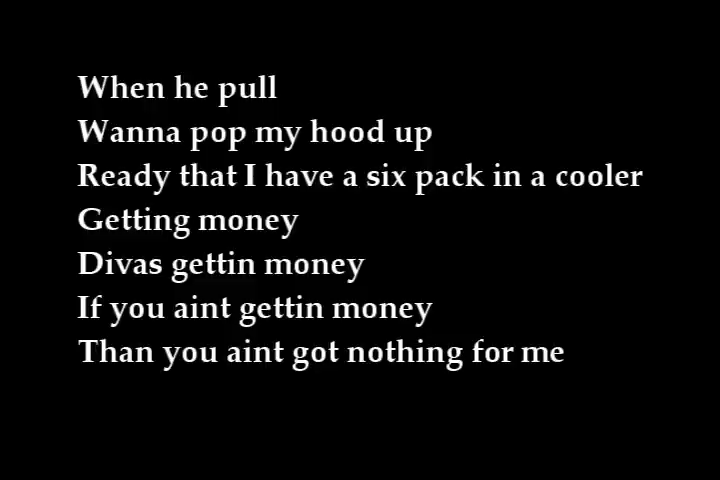 When he pull
Wanna pop my hood up
Ready that I have a six pack in a cooler
Getting money
Divas gettin money
If you aint gettin money
Than you aint got nothing for me